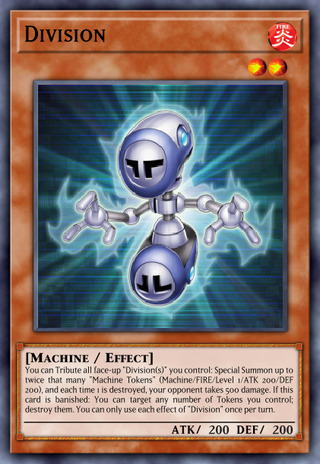 Division
FIRE
炎
[Machine / Effect]
You can Tribute all face-up "Division(s)" you control: Special Summon up to
twice that many "Machine Tokens" (Machine/FIRE/Level 1/ATK 200/DEF
200), and each time 1 is destroyed, your opponent takes 500 damage. If this
card is banished: You can target any number of Tokens you control;
destroy them. You can only use each effect of "Division" once per turn.
ATK/ 200 DEF/ 200